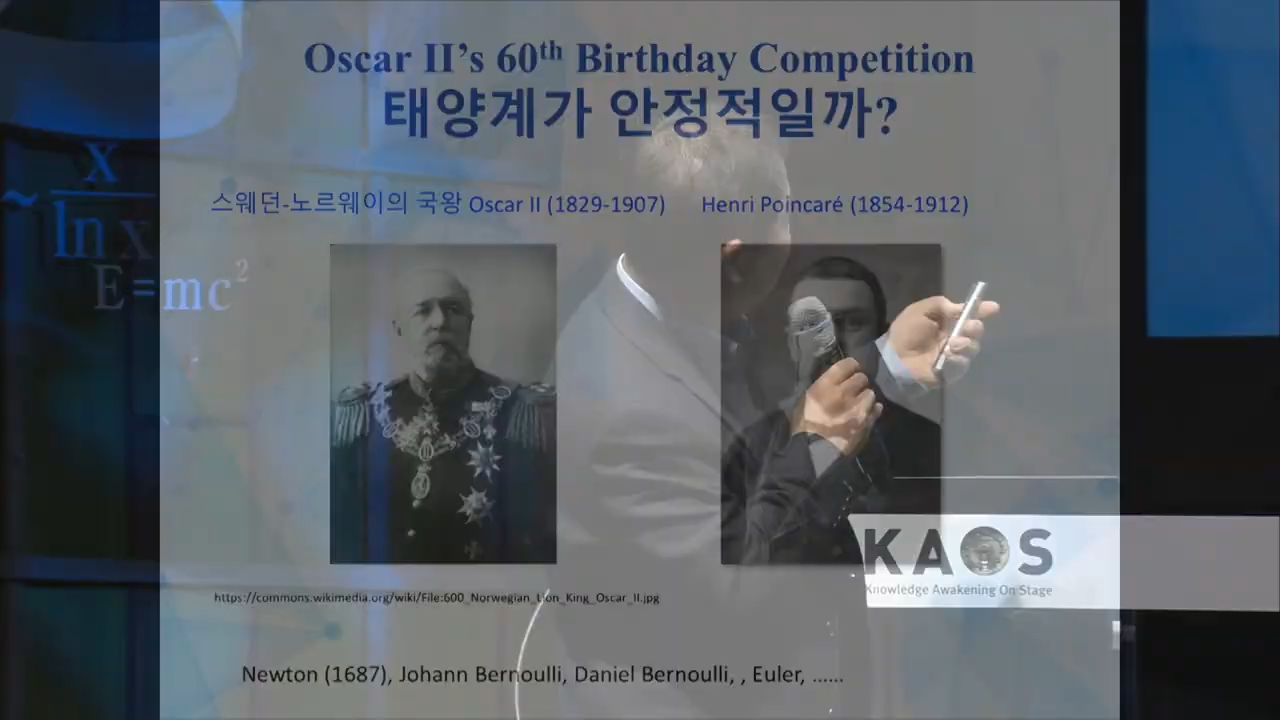 Oscar II's 60th Birthday Competition
태양계가 안정적일까?
스웨덴-노르웨이의 국왕 Oscar II (1829-1907)
Henri Poincaré (1854-1912)
~ x
ln x
E=mc²
KAOS
Knowledge Awakening On Stage
https://commons.wikimedia.org/wiki/File:600_Norwegian_Lion_King_Oscar_II.jpg
Newton (1687), Johann Bernoulli, Daniel Bernoulli, , Euler, ......